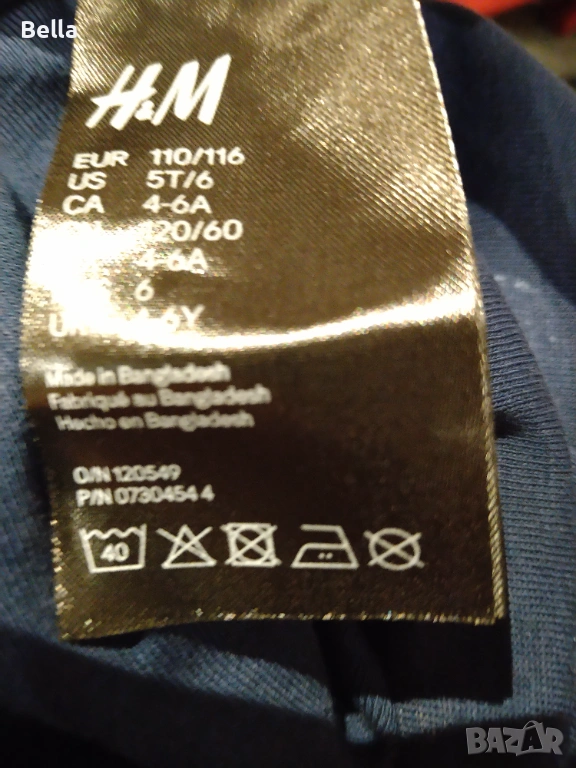 Bella
H&M
EUR 110/116
US 5T/6
CA 4-6A
120/60
4-6A
6
Made in Bangladesh
Fabriqué au Bangladesh
Hecho en Bangladesh
O/N 120549
P/N 0730454 4
40
BAZAR